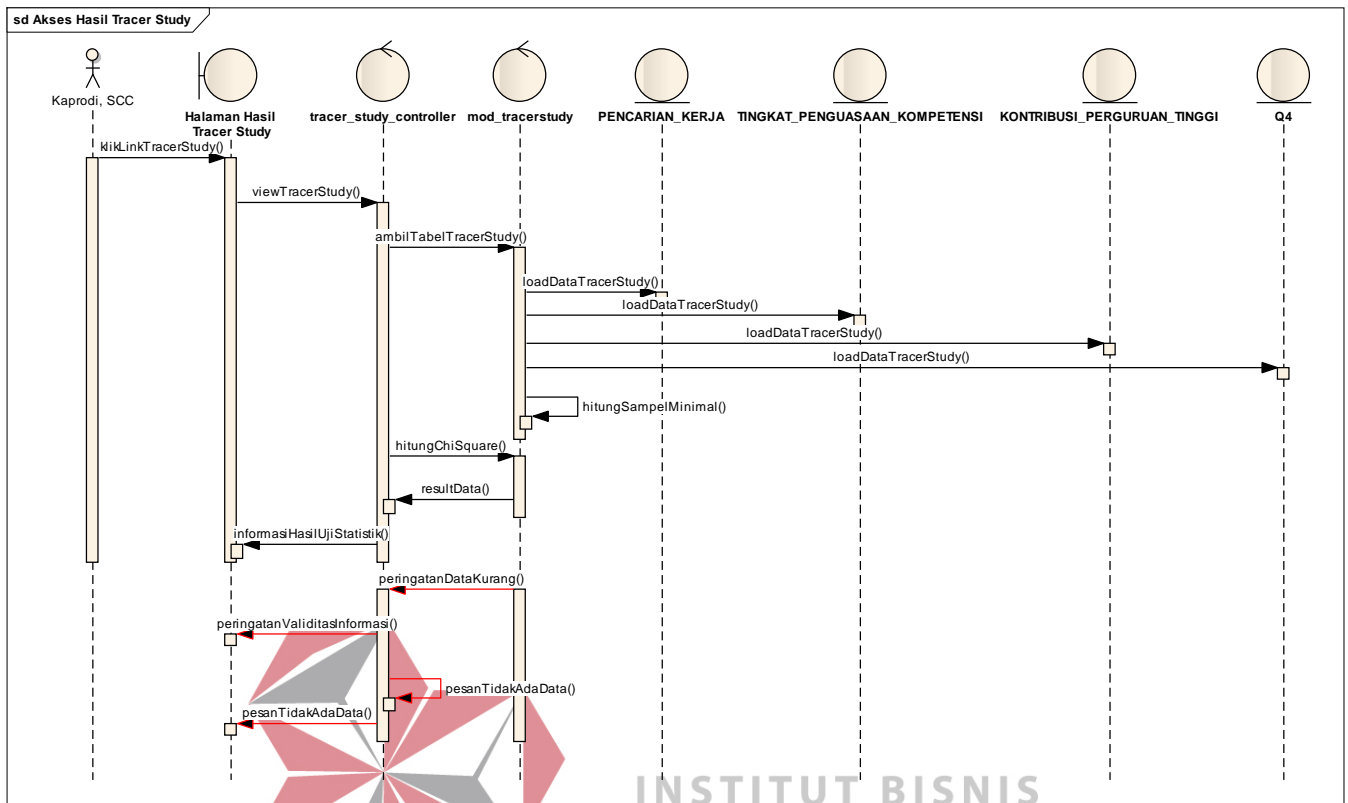 sd Akses Hasil Tracer Study
Kaprodi, SCC
Halaman Hasil
Tracer Study
tracer_study_controller
mod_tracerstudy
PENCARIAN_KERJA
TINGKAT_PENGUASAAN_KOMPETENSI
KONTRIBUSI_PERGURUAN_TINGGI
Q4
klikLinkTracerStudy()
viewTracerStudy()
ambilTabelTracerStudy()
loadDataTracerStudy()
loadDataTracerStudy()
loadDataTracerStudy()
loadDataTracerStudy()
hitungSampelMinimal()
hitungChiSquare()
resultData()
informasiHasilUjiStatistik()
peringatanDataKurang()
peringatanValiditasInformasi()
pesanTidakAdaData()
pesanTidakAdaData()
INSTITUT BISNIS